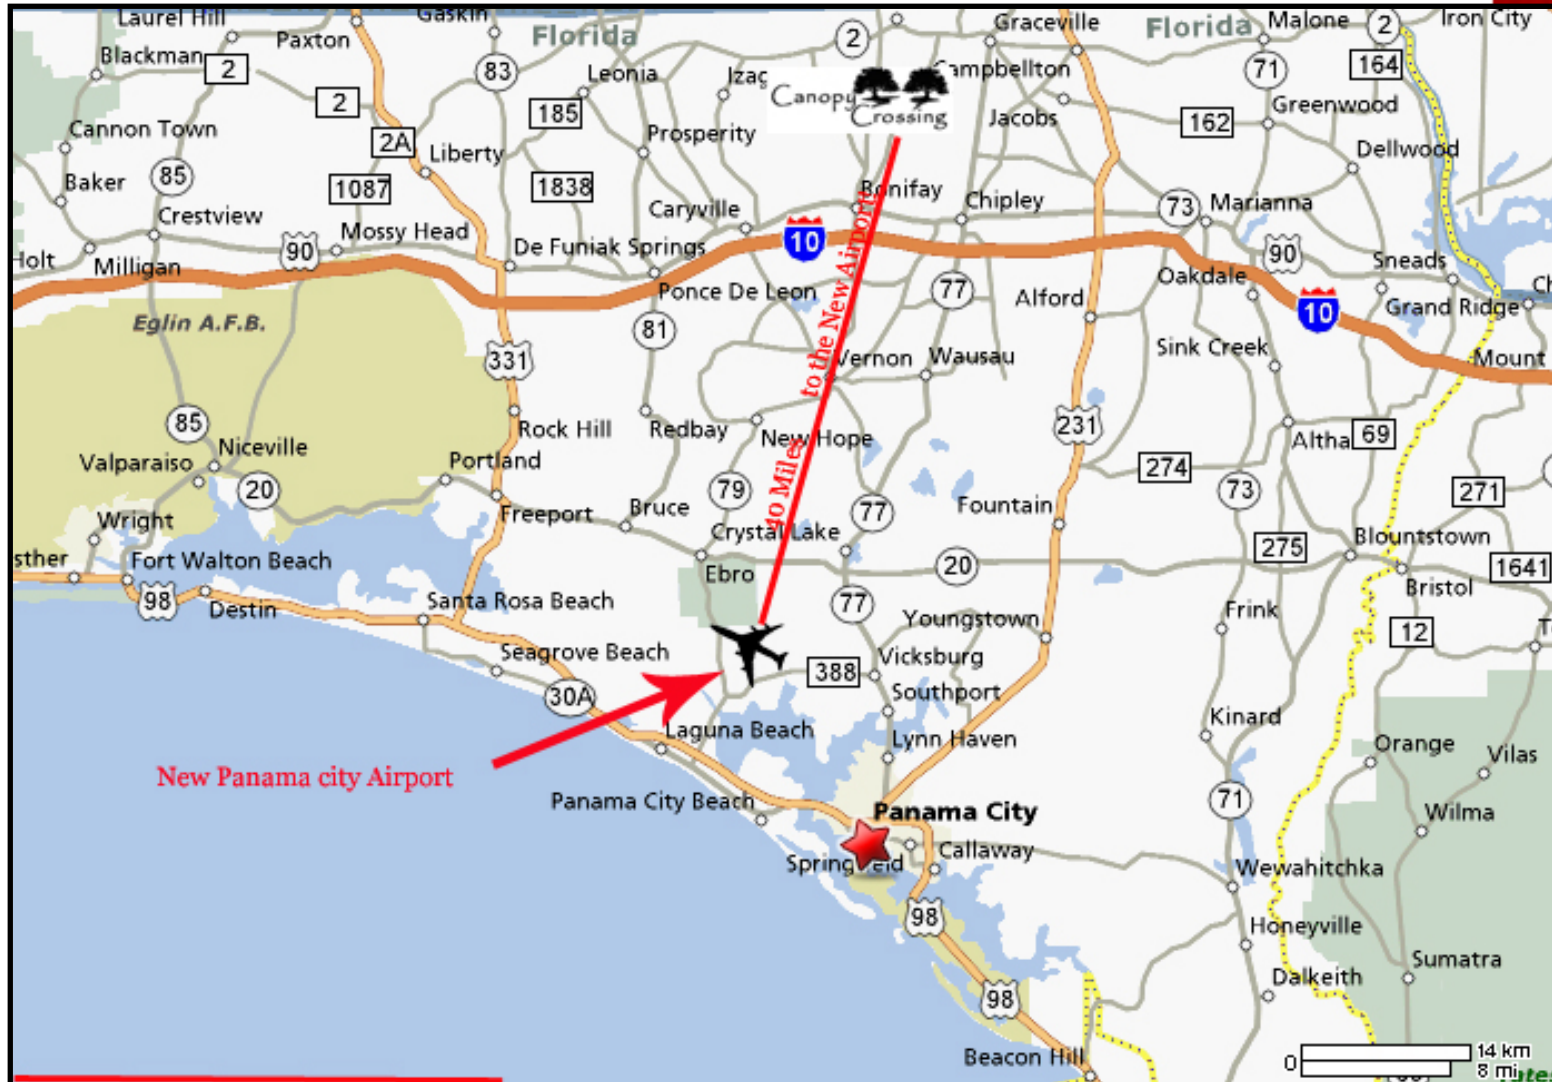 Laurel Hill
Gaskin
Graceville
Malone
2
Iron City
Paxton
Florida
2
Florida
Blackman
2
83
Leonia
Campbellton
71
164
2
185
Canopy
Crossing
Greenwood
Cannon Town
2A
Prosperity
Jacobs
162
Liberty
Dellwood
85
Baker
1087
1838
Bonifay
Chipley
73
Marianna
Crestview
Caryville
Mossy Head
De Funiak Springs
10
90
90
Holt
Milligan
Oakdale
Sneads
Ponce De Leon
77
Alford
Grand Ridge
10
Eglin A.F.B.
81
to the New Airport!
331
Vernon
Wausau
Sink Creek
Mount
85
Rock Hill
Redbay
New Hope
231
Altha
69
Niceville
Valparaiso
Portland
274
20
79
40 Miles
73
271
Wright
Freeport
Bruce
77
Fountain
Crystal Lake
275
Blountstown
sther
Fort Walton Beach
Ebro
20
1641
Bristol
98
Destin
Santa Rosa Beach
77
Youngstown
Frink
12
Seagrove Beach
388
Vicksburg
30A
Southport
Kinard
Laguna Beach
Lynn Haven
Orange
Vilas
New Panama city Airport
Panama City Beach
Panama City
71
Wilma
Callaway
Wewahitchka
98
Honeyville
Sumatra
Dalkeith
98
Beacon Hill
0
14 km
8 mi